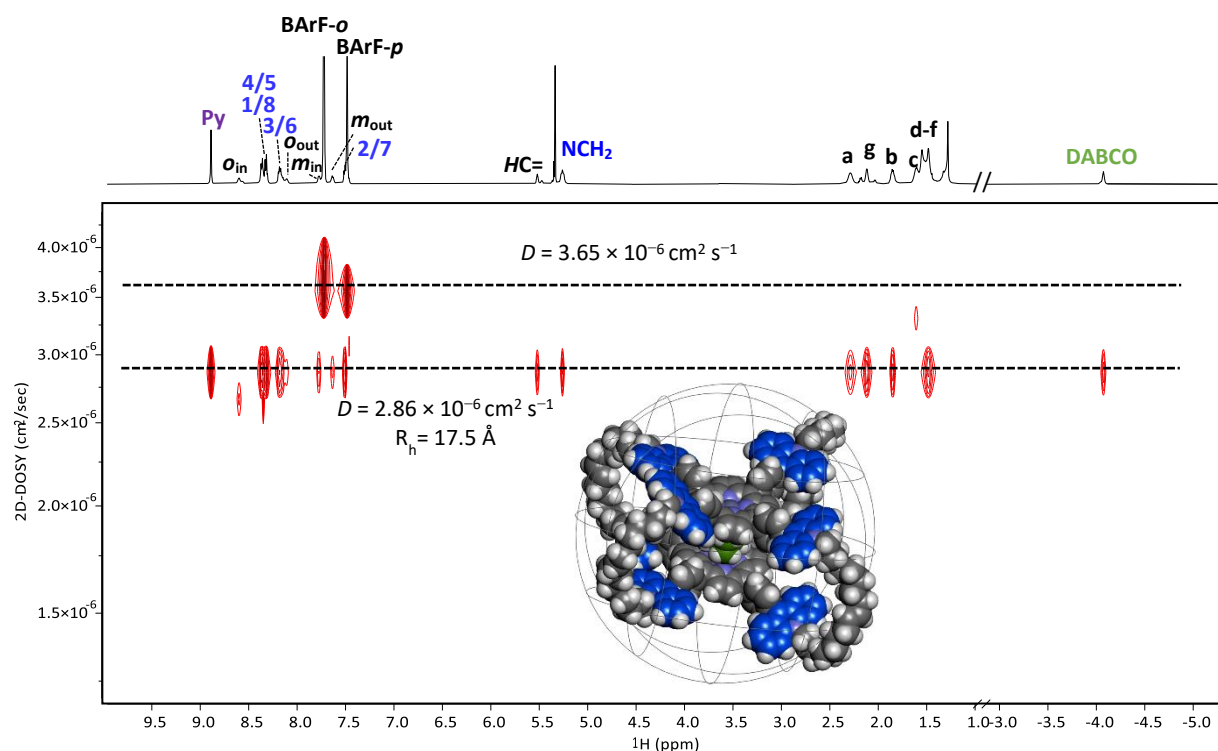 BArF-o
BArF-p
4/5
1/8
Py
3/6
o_out
m_out
o_in
m_in
2/7
HC=
NCH₂
a
g
b
c
d-f
DABCO
4.0×10⁻⁶
3.5×10⁻⁶
3.0×10⁻⁶
2.5×10⁻⁶
2.0×10⁻⁶
1.5×10⁻⁶
2D-DOSY (cm²/sec)
D = 3.65 × 10⁻⁶ cm² s⁻¹
D = 2.86 × 10⁻⁶ cm² s⁻¹
R_h = 17.5 Å
9.5 9.0 8.5 8.0 7.5 7.0 6.5 6.0 5.5 5.0 4.5 4.0 3.5 3.0 2.5 2.0 1.5 1.0 -3.0 -3.5 -4.0 -4.5 -5.0
¹H (ppm)